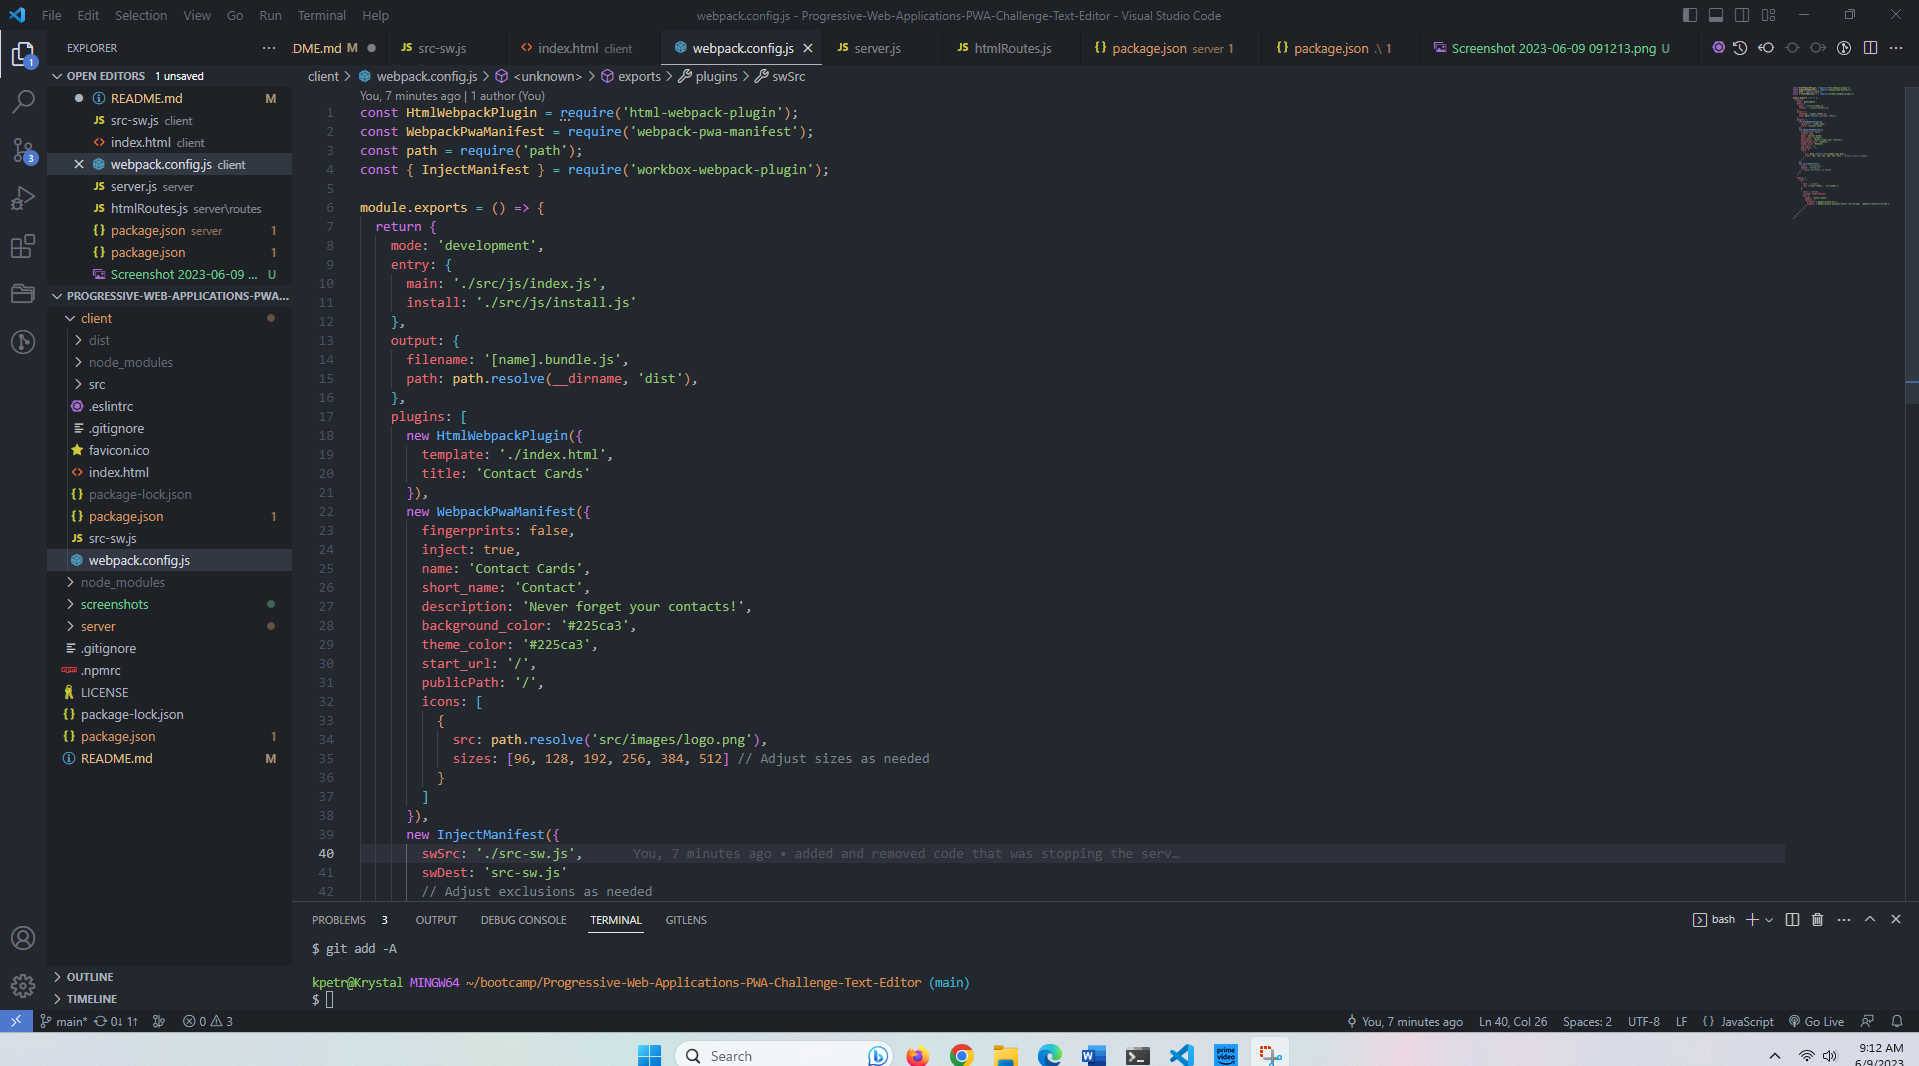 File Edit Selection View Go Run Terminal Help
webpack.config.js - Progressive-Web-Applications-PWA-Challenge-Text-Editor - Visual Studio Code
EXPLORER
DME.md M
src-sw.js
index.html client
webpack.config.js
server.js
htmlRoutes.js
package.json server 1
package.json .\ 1
Screenshot 2023-06-09 091213.png U
OPEN EDITORS 1 unsaved
README.md M
src-sw.js client
index.html client
webpack.config.js client
server.js server
htmlRoutes.js server\routes
package.json server 1
package.json 1
Screenshot 2023-06-09 ... U
PROGRESSIVE-WEB-APPLICATIONS-PWA...
client
dist
node_modules
src
.eslintrc
.gitignore
favicon.ico
index.html
package-lock.json
package.json 1
src-sw.js
webpack.config.js
node_modules
screenshots
server
.gitignore
.npmrc
LICENSE
package-lock.json
package.json 1
README.md M
OUTLINE
TIMELINE
client > webpack.config.js > <unknown> > exports > plugins > swSrc
You, 7 minutes ago | 1 author (You)
1 const HtmlWebpackPlugin = require('html-webpack-plugin');
2 const WebpackPwaManifest = require('webpack-pwa-manifest');
3 const path = require('path');
4 const { InjectManifest } = require('workbox-webpack-plugin');
5
6 module.exports = () => {
7 return {
8 mode: 'development',
9 entry: {
10 main: './src/js/index.js',
11 install: './src/js/install.js'
12 },
13 output: {
14 filename: '[name].bundle.js',
15 path: path.resolve(__dirname, 'dist'),
16 },
17 plugins: [
18 new HtmlWebpackPlugin({
19 template: './index.html',
20 title: 'Contact Cards'
21 }),
22 new WebpackPwaManifest({
23 fingerprints: false,
24 inject: true,
25 name: 'Contact Cards',
26 short_name: 'Contact',
27 description: 'Never forget your contacts!',
28 background_color: '#225ca3',
29 theme_color: '#225ca3',
30 start_url: '/',
31 publicPath: '/',
32 icons: [
33 {
34 src: path.resolve('src/images/logo.png'),
35 sizes: [96, 128, 192, 256, 384, 512] // Adjust sizes as needed
36 }
37 ]
38 }),
39 new InjectManifest({
40 swSrc: './src-sw.js', You, 7 minutes ago • added and removed code that was stopping the serv…
41 swDest: 'src-sw.js'
42 // Adjust exclusions as needed
PROBLEMS 3 OUTPUT DEBUG CONSOLE TERMINAL GITLENS
bash
$ git add -A
kpetr@Krystal MINGW64 ~/bootcamp/Progressive-Web-Applications-PWA-Challenge-Text-Editor (main)
$
main* 0↓ 1↑ 0 3
You, 7 minutes ago Ln 40, Col 26 Spaces: 2 UTF-8 LF {} JavaScript Go Live
Search
prime video
9:12 AM
6/9/2023